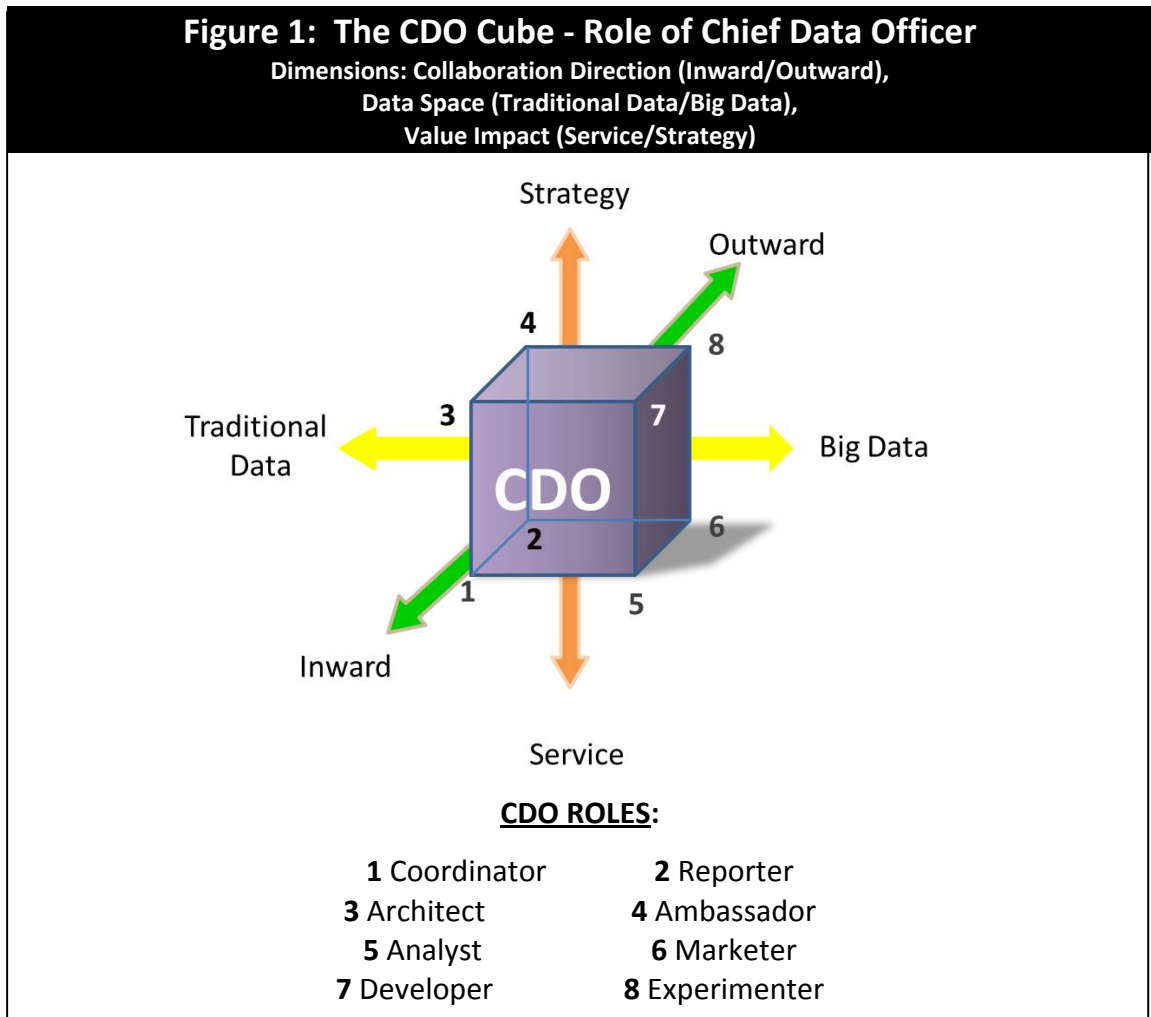 Figure 1:  The CDO Cube - Role of Chief Data Officer
Dimensions: Collaboration Direction (Inward/Outward),
Data Space (Traditional Data/Big Data),
Value Impact (Service/Strategy)
Strategy
Outward
4
8
3
7
Traditional
Data
Big Data
CDO
6
2
1
5
Inward
Service
CDO ROLES:
1 Coordinator 2 Reporter
3 Architect 4 Ambassador
5 Analyst 6 Marketer
7 Developer 8 Experimenter